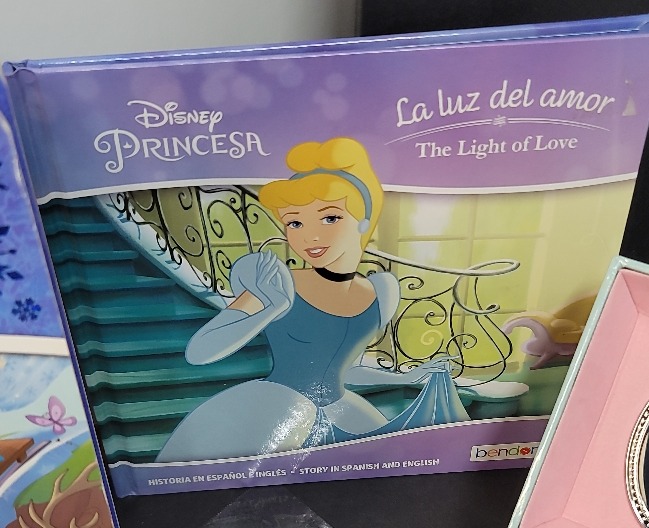 Disney
PRINCESA
La luz del amor
The Light of Love
HISTORIA EN ESPAÑOL E INGLÉS • STORY IN SPANISH AND ENGLISH
bendon